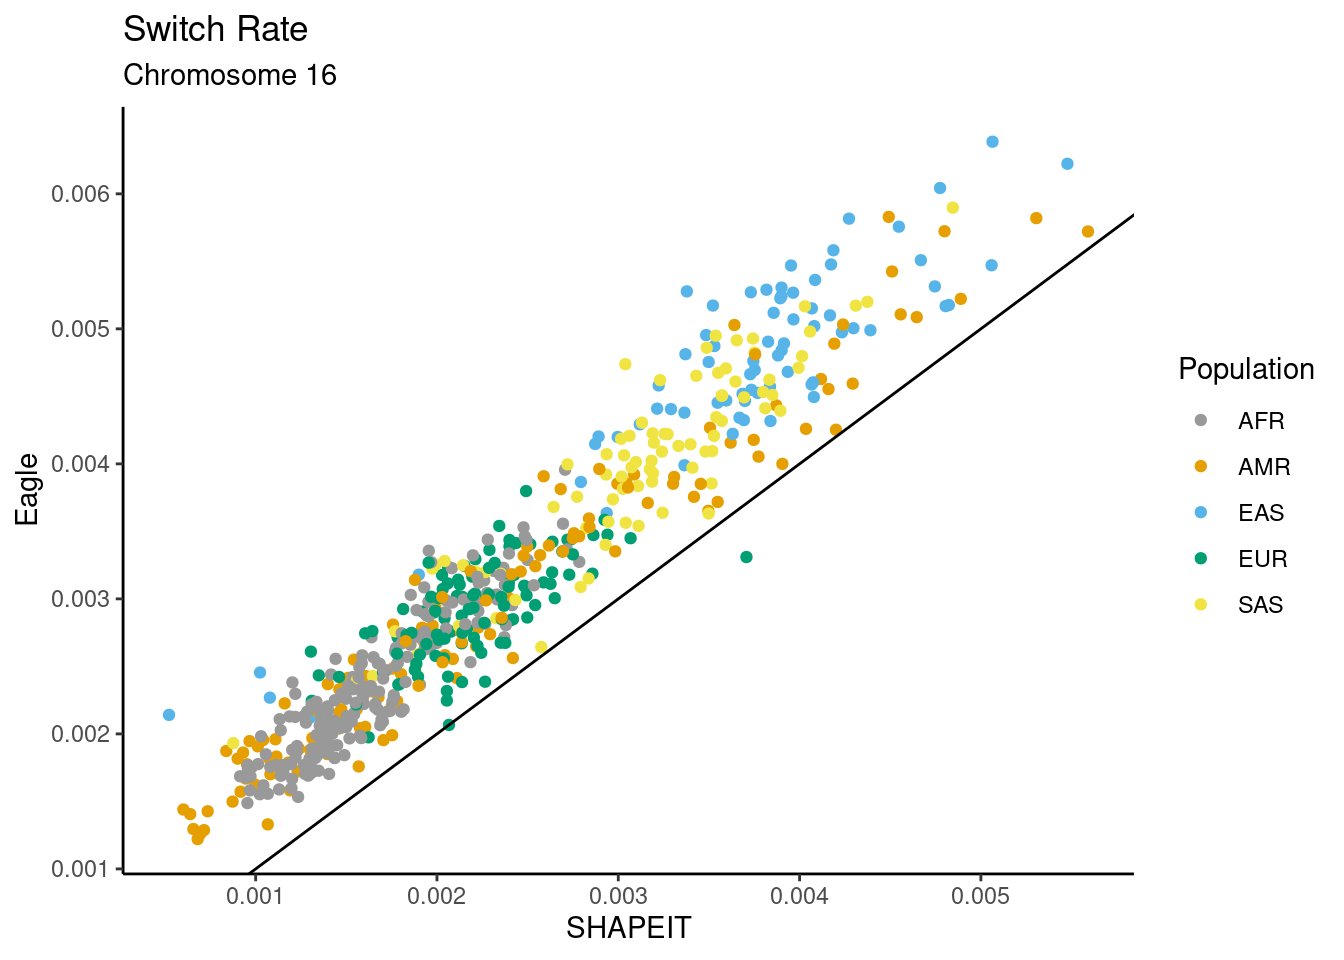 Switch Rate
Chromosome 16
0.006
0.005
0.004
0.003
0.002
0.001
Eagle
0.001
0.002
0.003
0.004
0.005
SHAPEIT
Population
AFR
AMR
EAS
EUR
SAS